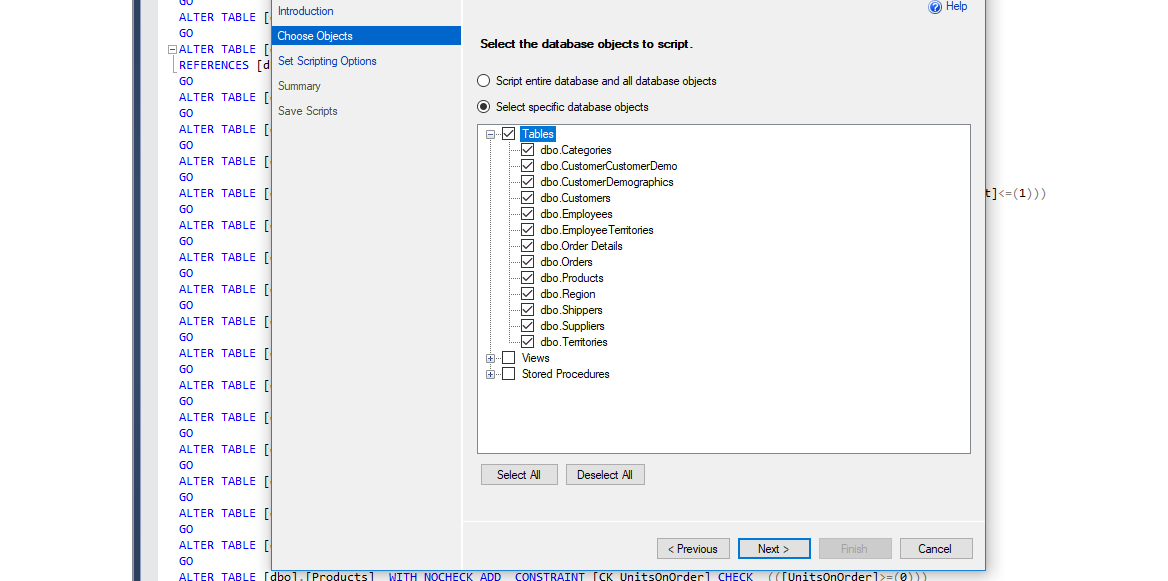 GO
ALTER TABLE [
GO
ALTER TABLE [
REFERENCES [d
GO
ALTER TABLE [
GO
ALTER TABLE [
GO
ALTER TABLE [
GO
ALTER TABLE [
t]<=(1)))
GO
ALTER TABLE [
GO
ALTER TABLE [
GO
ALTER TABLE [
GO
ALTER TABLE [
GO
ALTER TABLE [
GO
ALTER TABLE [
GO
ALTER TABLE [
GO
ALTER TABLE [
GO
ALTER TABLE [
GO
ALTER TABLE [
GO
ALTER TABLE [
GO
ALTER TABLE [dbo].[Products]  WITH NOCHECK ADD  CONSTRAINT [CK_UnitsOnOrder] CHECK  (([UnitsOnOrder]>=(0)))
Introduction
Choose Objects
Set Scripting Options
Summary
Save Scripts
Help
Select the database objects to script.
Script entire database and all database objects
Select specific database objects
Tables
dbo.Categories
dbo.CustomerCustomerDemo
dbo.CustomerDemographics
dbo.Customers
dbo.Employees
dbo.EmployeeTerritories
dbo.Order Details
dbo.Orders
dbo.Products
dbo.Region
dbo.Shippers
dbo.Suppliers
dbo.Territories
Views
Stored Procedures
Select All
Deselect All
< Previous
Next >
Finish
Cancel